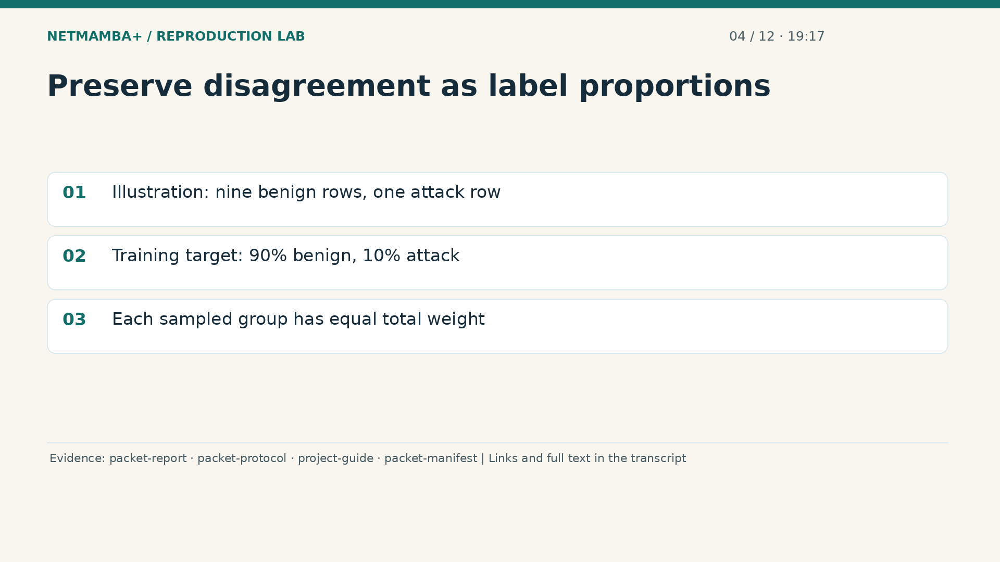 NETMAMBA+ / REPRODUCTION LAB
04 / 12 · 19:17
Preserve disagreement as label proportions
01 Illustration: nine benign rows, one attack row
02 Training target: 90% benign, 10% attack
03 Each sampled group has equal total weight
Evidence: packet-report · packet-protocol · project-guide · packet-manifest | Links and full text in the transcript